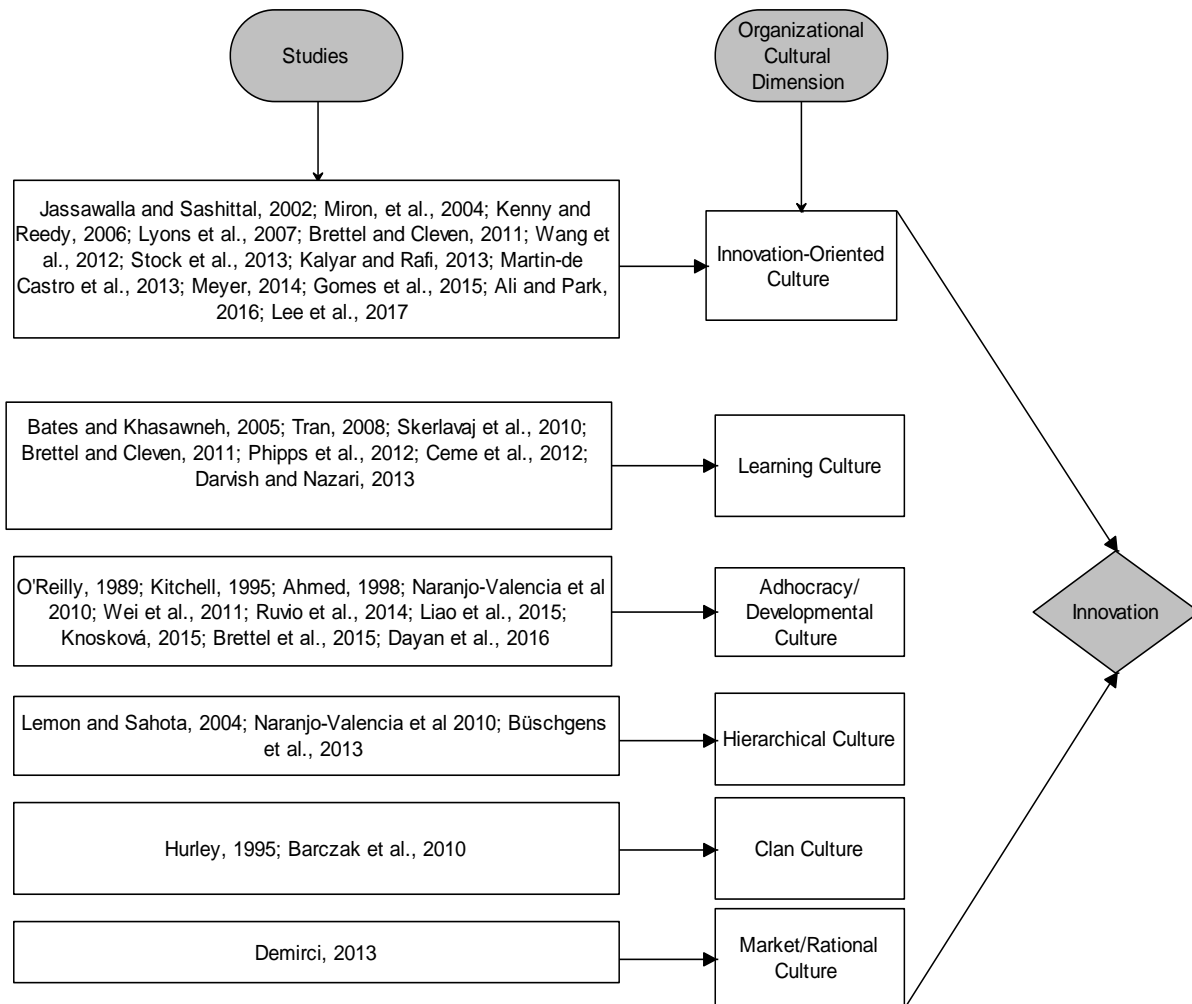 Studies
Organizational
Cultural
Dimension
Jassawalla and Sashittal, 2002; Miron, et al., 2004; Kenny and
Reedy, 2006; Lyons et al., 2007; Brettel and Cleven, 2011; Wang et
al., 2012; Stock et al., 2013; Kalyar and Rafi, 2013; Martin-de
Castro et al., 2013; Meyer, 2014; Gomes et al., 2015; Ali and Park,
2016; Lee et al., 2017
Innovation-Oriented
Culture
Bates and Khasawneh, 2005; Tran, 2008; Skerlavaj et al., 2010;
Brettel and Cleven, 2011; Phipps et al., 2012; Ceme et al., 2012;
Darvish and Nazari, 2013
Learning Culture
O'Reilly, 1989; Kitchell, 1995; Ahmed, 1998; Naranjo-Valencia et al
2010; Wei et al., 2011; Ruvio et al., 2014; Liao et al., 2015;
Knosková, 2015; Brettel et al., 2015; Dayan et al., 2016
Adhocracy/
Developmental
Culture
Innovation
Lemon and Sahota, 2004; Naranjo-Valencia et al 2010; Büschgens
et al., 2013
Hierarchical Culture
Hurley, 1995; Barczak et al., 2010
Clan Culture
Demirci, 2013
Market/Rational
Culture